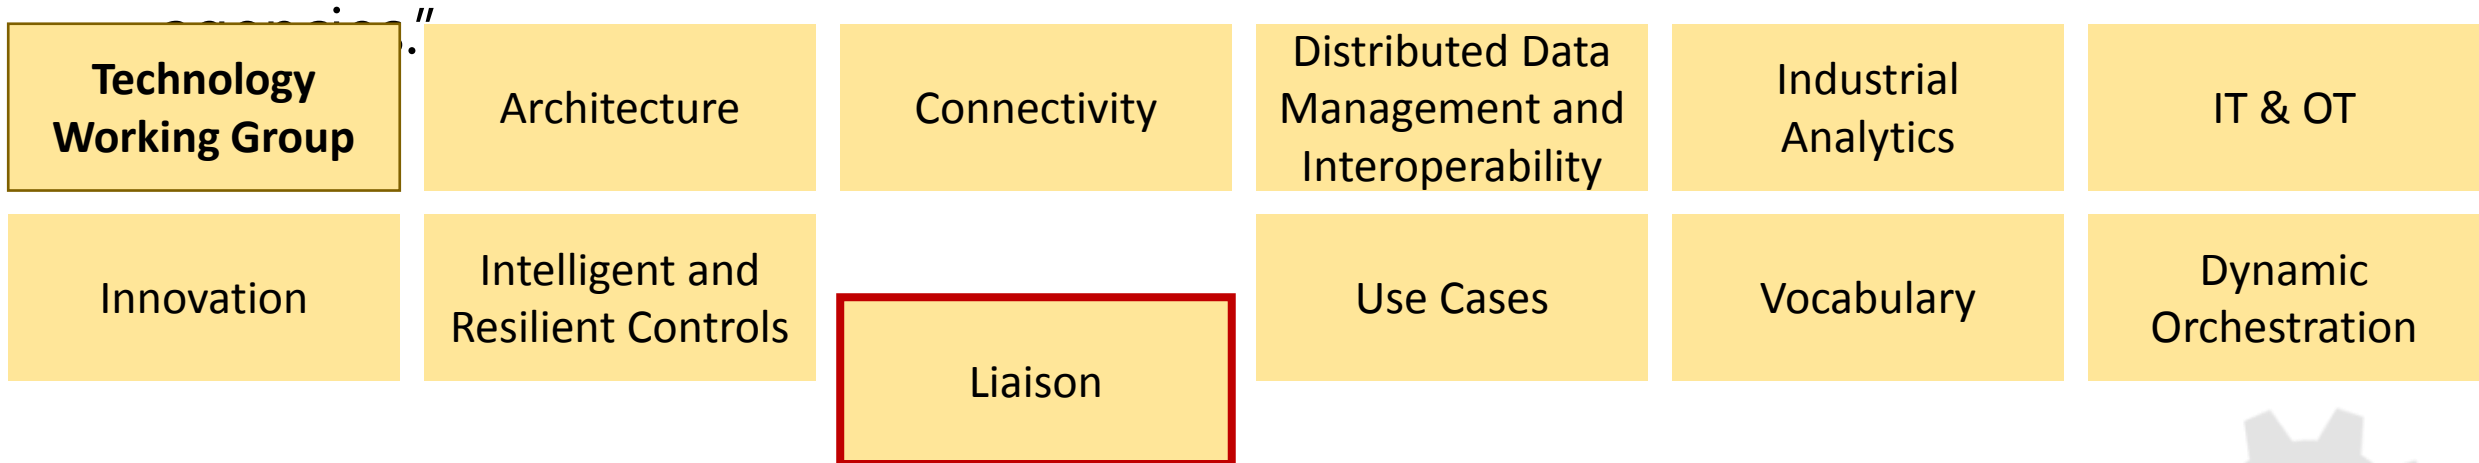 agencies."
Technology
Working Group
Architecture
Connectivity
Distributed Data
Management and
Interoperability
Industrial
Analytics
IT & OT
Innovation
Intelligent and
Resilient Controls
Liaison
Use Cases
Vocabulary
Dynamic
Orchestration